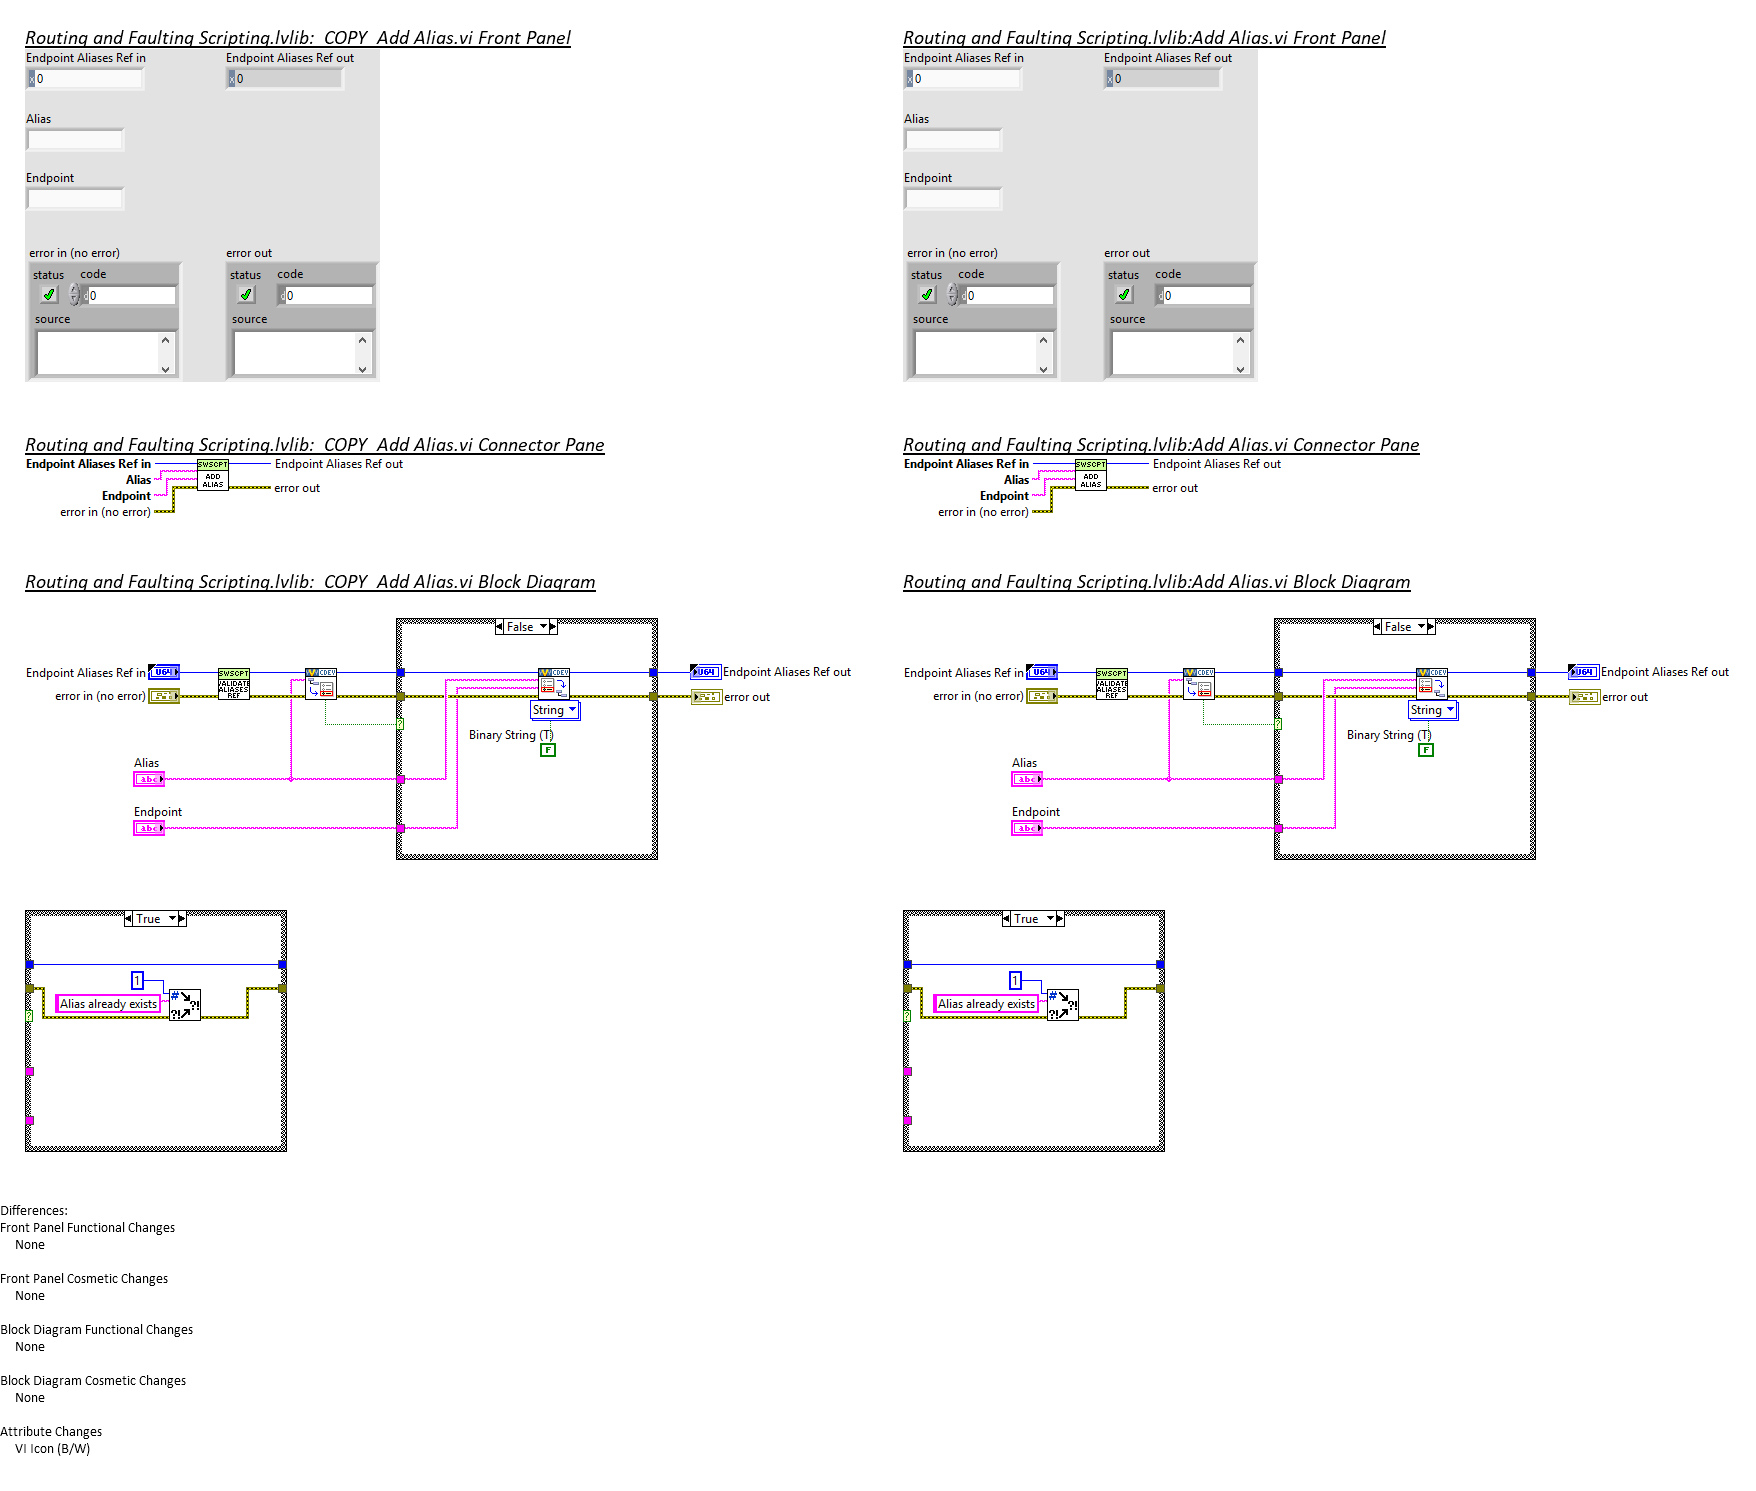 Routing and Faulting Scripting.lvlib:_COPY_Add Alias.vi Front Panel
Endpoint Aliases Ref in
Endpoint Aliases Ref out
x 0
x 0
Alias
Endpoint
error in (no error)
error out
status code
status code
d 0
d 0
source
source
Routing and Faulting Scripting.lvlib:Add Alias.vi Front Panel
Endpoint Aliases Ref in
Endpoint Aliases Ref out
x 0
x 0
Alias
Endpoint
error in (no error)
error out
status code
status code
d 0
d 0
source
source
Routing and Faulting Scripting.lvlib:_COPY_Add Alias.vi Connector Pane
Endpoint Aliases Ref in
Alias
Endpoint
error in (no error)
SWSCPT
ADD
ALIAS
Endpoint Aliases Ref out
error out
Routing and Faulting Scripting.lvlib:Add Alias.vi Connector Pane
Endpoint Aliases Ref in
Alias
Endpoint
error in (no error)
SWSCPT
ADD
ALIAS
Endpoint Aliases Ref out
error out
Routing and Faulting Scripting.lvlib:_COPY_Add Alias.vi Block Diagram
False
Endpoint Aliases Ref in
U64
error in (no error)
SWSCPT
VALIDATE
ALIASES
REF
CDEV
CDEV
String
Binary String (T)
F
?
U64
Endpoint Aliases Ref out
error out
Alias
abc
Endpoint
abc
True
1
Alias already exists
#
?!
?!
?
Routing and Faulting Scripting.lvlib:Add Alias.vi Block Diagram
False
Endpoint Aliases Ref in
U64
error in (no error)
SWSCPT
VALIDATE
ALIASES
REF
CDEV
CDEV
String
Binary String (T)
F
?
U64
Endpoint Aliases Ref out
error out
Alias
abc
Endpoint
abc
True
1
Alias already exists
#
?!
?!
?
Differences:
Front Panel Functional Changes
None
Front Panel Cosmetic Changes
None
Block Diagram Functional Changes
None
Block Diagram Cosmetic Changes
None
Attribute Changes
VI Icon (B/W)